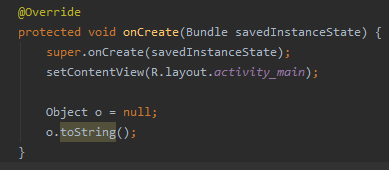 @Override
protected void onCreate(Bundle savedInstanceState) {
    super.onCreate(savedInstanceState);
    setContentView(R.layout.activity_main);

    Object o = null;
    o.toString();
}